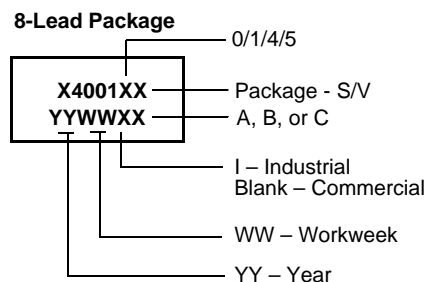 8-Lead Package
0/1/4/5
X4001XX
Package - S/V
YYWWXX
A, B, or C
I – Industrial
Blank – Commercial
WW – Workweek
YY – Year